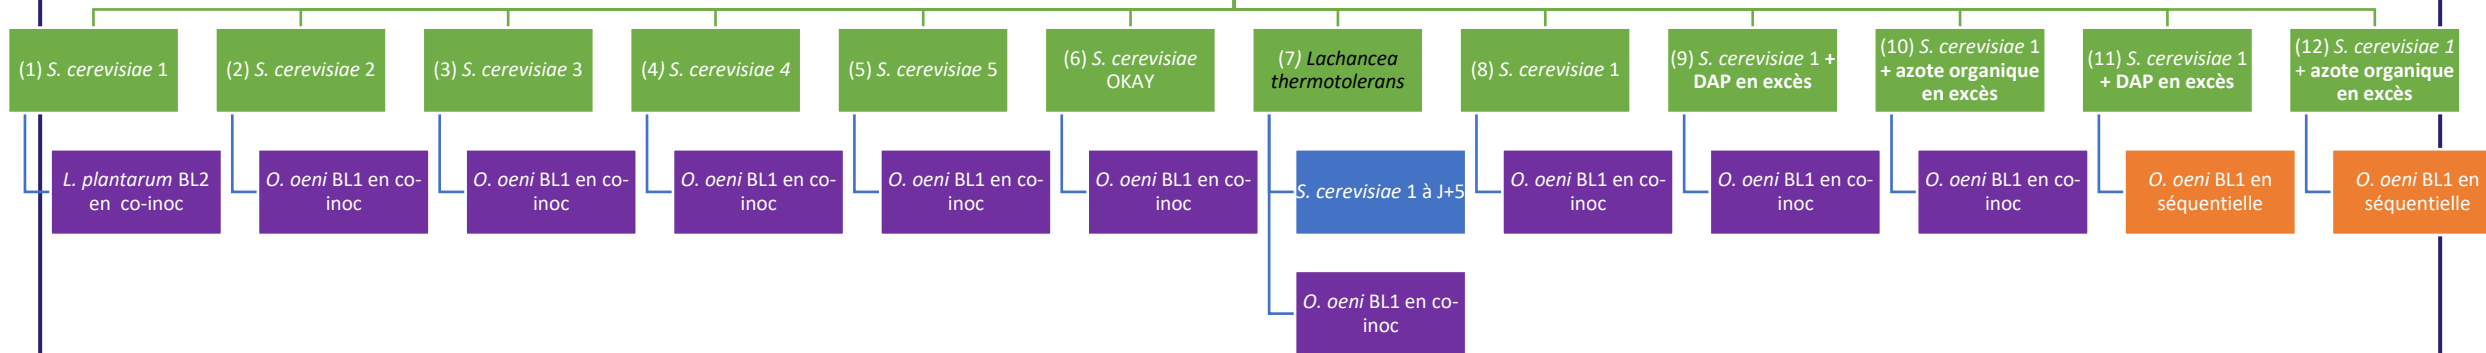 (1) S. cerevisiae 1
(2) S. cerevisiae 2
(3) S. cerevisiae 3
(4) S. cerevisiae 4
(5) S. cerevisiae 5
(6) S. cerevisiae
OKAY
(7) Lachancea
thermotolerans
(8) S. cerevisiae 1
(9) S. cerevisiae 1 +
DAP en excès
(10) S. cerevisiae 1
+ azote organique
en excès
(11) S. cerevisiae 1
+ DAP en excès
(12) S. cerevisiae 1
+ azote organique
en excès
L. plantarum BL2
en co-inoc
O. oeni BL1 en co-
inoc
O. oeni BL1 en co-
inoc
O. oeni BL1 en co-
inoc
O. oeni BL1 en co-
inoc
O. oeni BL1 en co-
inoc
S. cerevisiae 1 à J+5
O. oeni BL1 en co-
inoc
O. oeni BL1 en co-
inoc
O. oeni BL1 en co-
inoc
O. oeni BL1 en
séquentielle
O. oeni BL1 en
séquentielle
O. oeni BL1 en co-
inoc